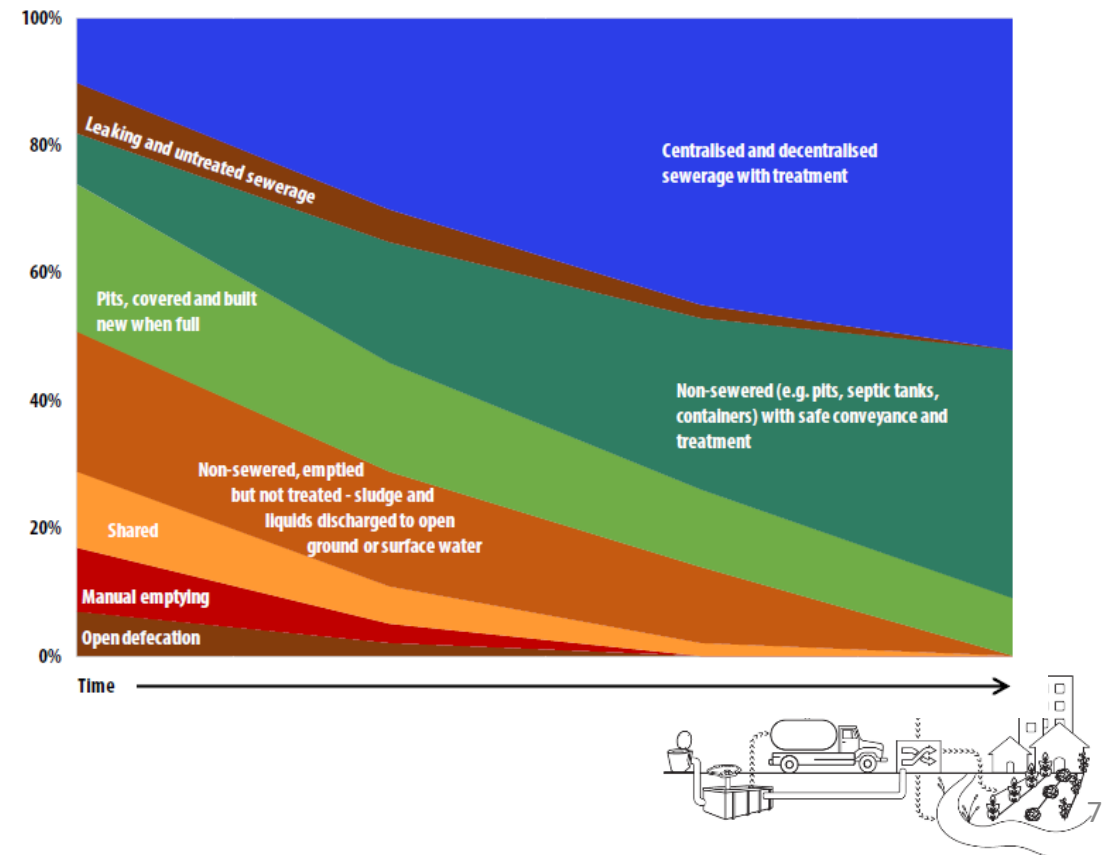 100%
80%
60%
40%
20%
0%
Leaking and untreated sewerage
Centralised and decentralised
sewerage with treatment
Pits, covered and built
new when full
Non-sewered (e.g. pits, septic tanks,
containers) with safe conveyance and
treatment
Non-sewered, emptied
but not treated - sludge and
liquids discharged to open
ground or surface water
Shared
Manual emptying
Open defecation
Time
7